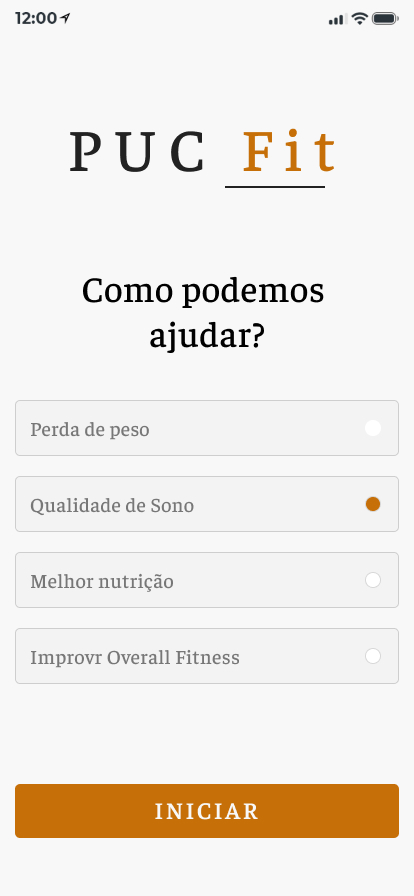 12:00
PUC Fit
Como podemos
ajudar?
Perda de peso
Qualidade de Sono
Melhor nutrição
Improvr Overall Fitness
INICIAR